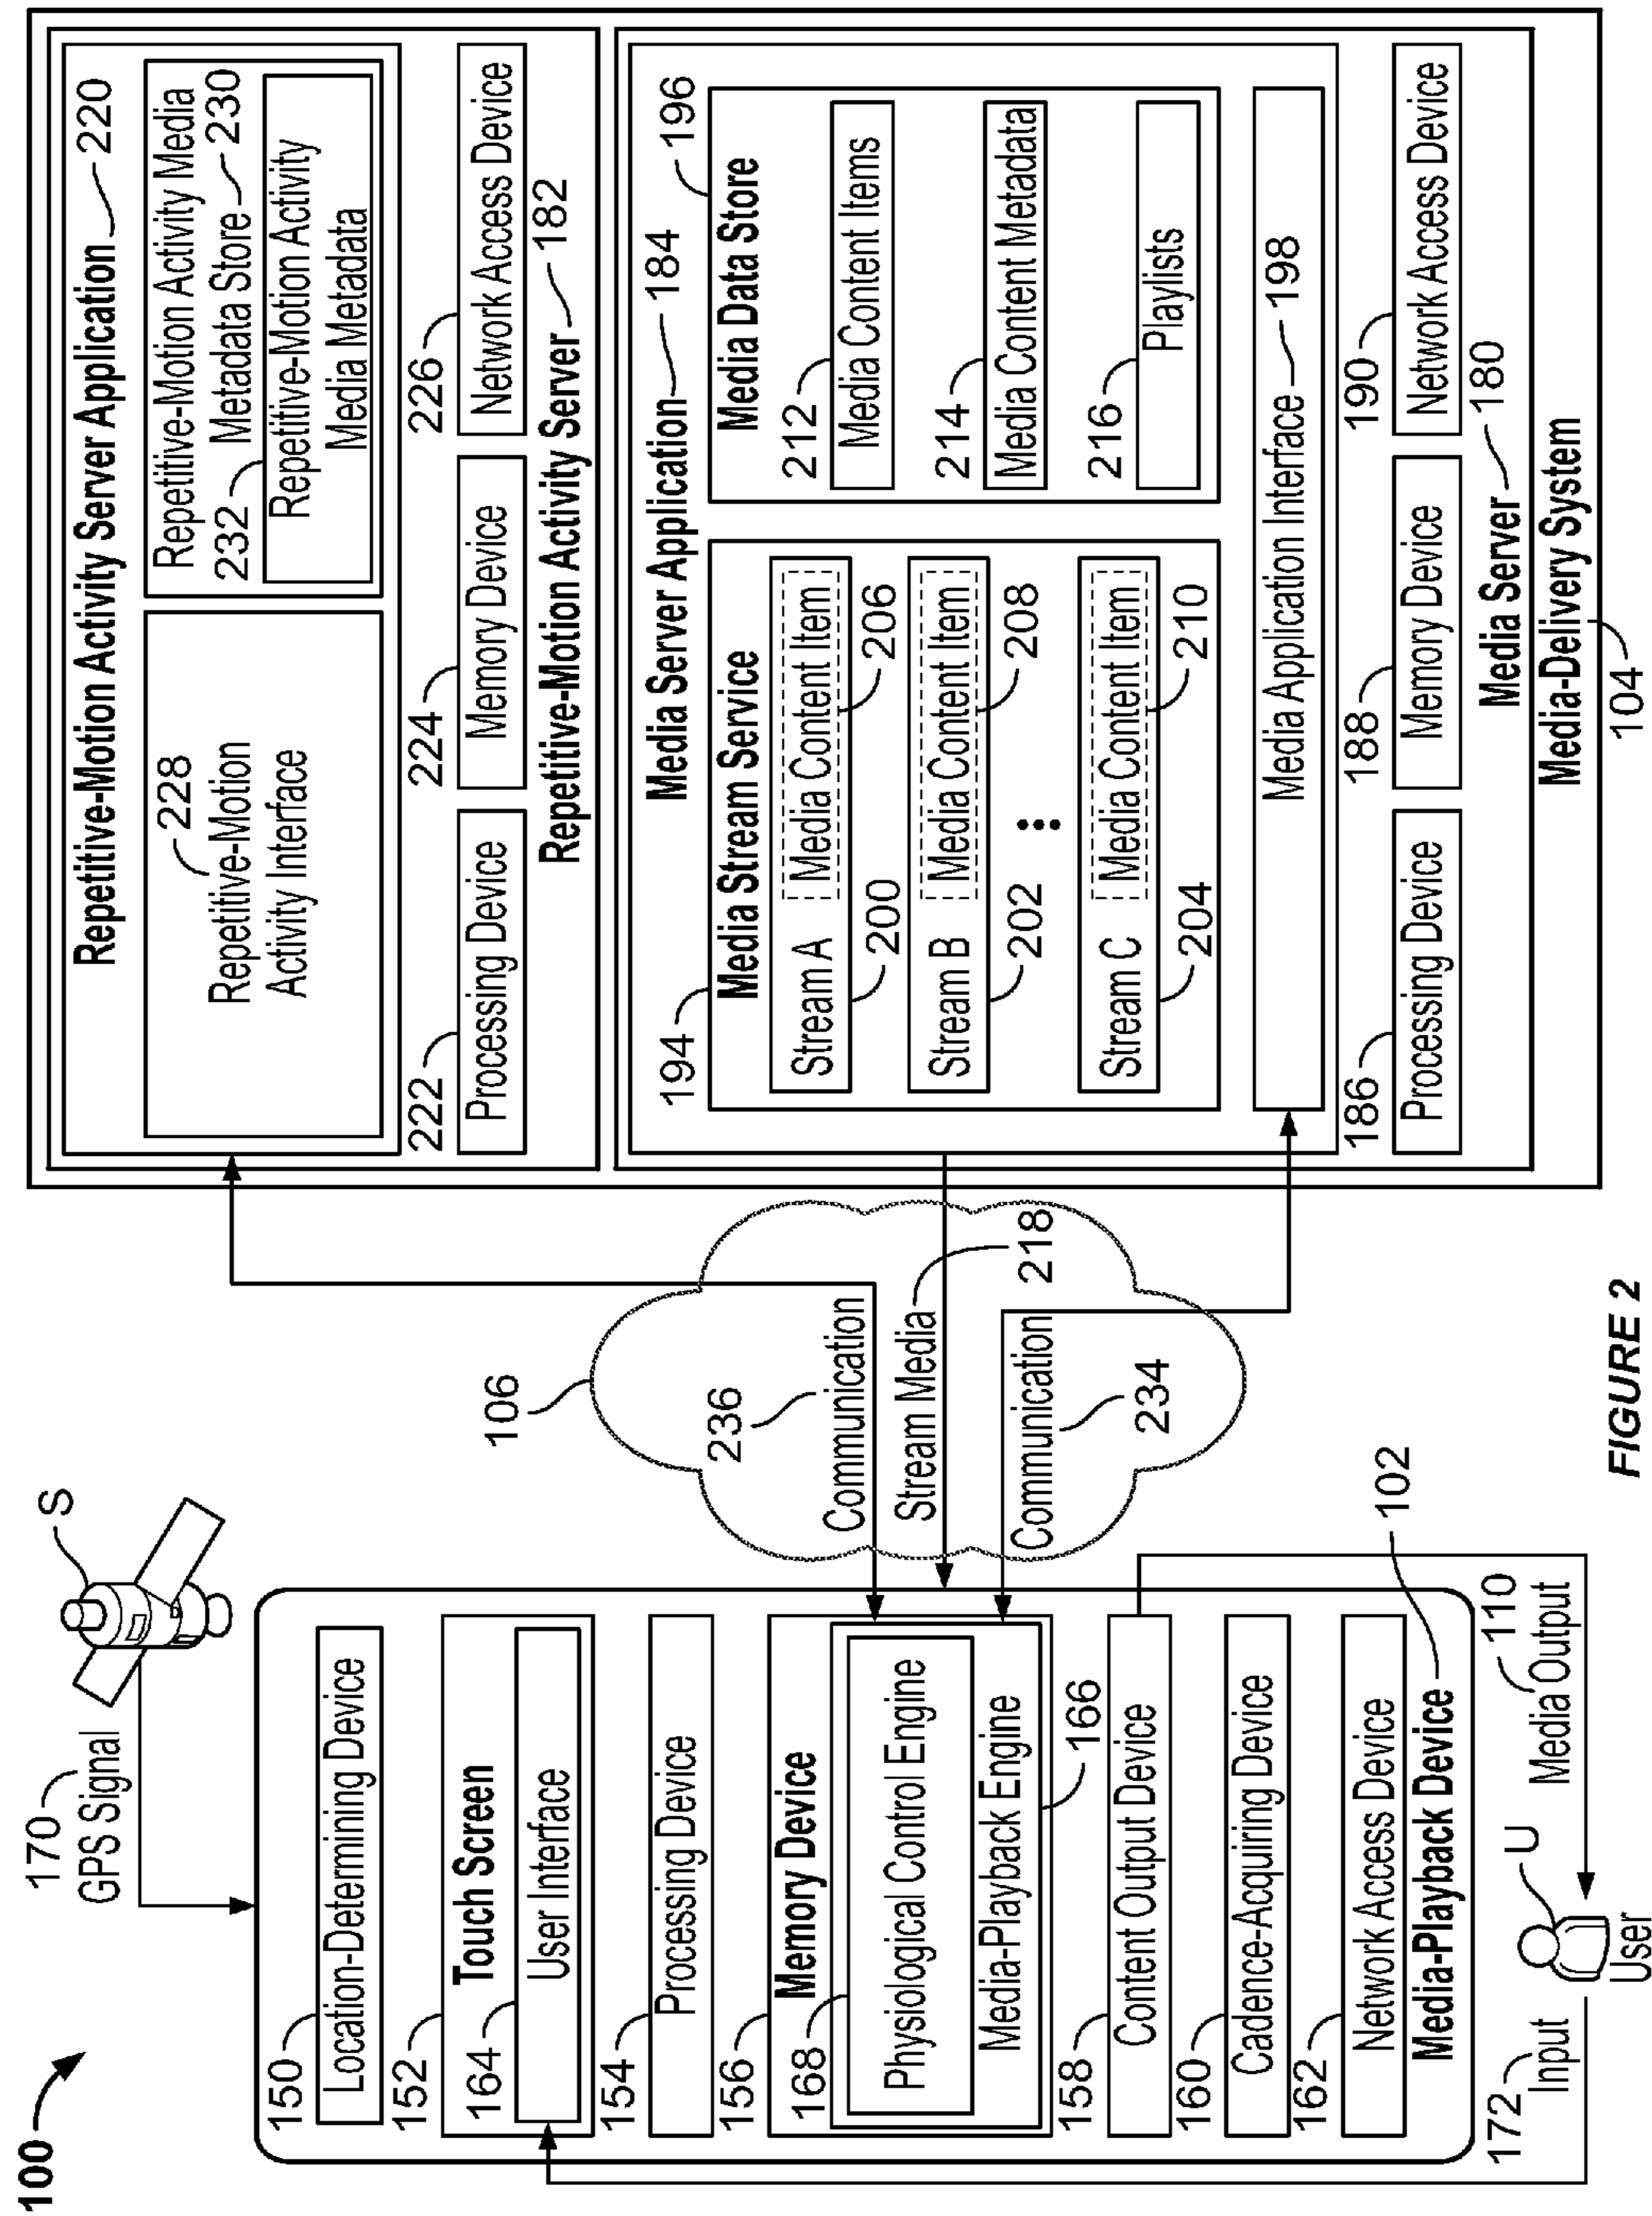 100
170
GPS Signal
S
150
Location-Determining Device
152
Touch Screen
164
User Interface
154
Processing Device
156
Memory Device
168
Physiological Control Engine
Media-Playback Engine
166
158
Content Output Device
160
Cadence-Acquiring Device
162
Network Access Device
Media-Playback Device
102
172
Input
U
User
110
Media Output
106
236
Communication
Stream Media
218
Communication
234
Repetitive-Motion Activity Server Application
220
228
Repetitive-Motion
Activity Interface
Repetitive-Motion Activity Media
Metadata Store
230
232
Repetitive-Motion Activity
Media Metadata
222
Processing Device
224
Memory Device
226
Network Access Device
Repetitive-Motion Activity Server
182
Media Server Application
184
194
Media Stream Service
Stream A
Media Content Item
200
206
Stream B
Media Content Item
202
208
Stream C
Media Content Item
204
210
196
Media Data Store
212
Media Content Items
214
Media Content Metadata
216
Playlists
Media Application Interface
198
186
Processing Device
188
Memory Device
190
Network Access Device
Media Server
180
Media-Delivery System
104
FIGURE 2